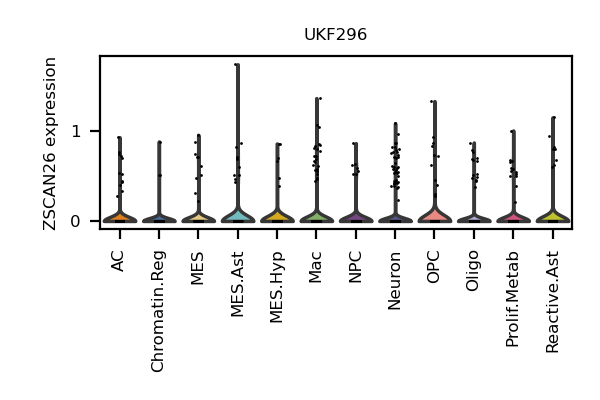 UKF296
ZSCAN26 expression
1
0
AC
Chromatin.Reg
MES
MES.Ast
MES.Hyp
Mac
NPC
Neuron
OPC
Oligo
Prolif.Metab
Reactive.Ast